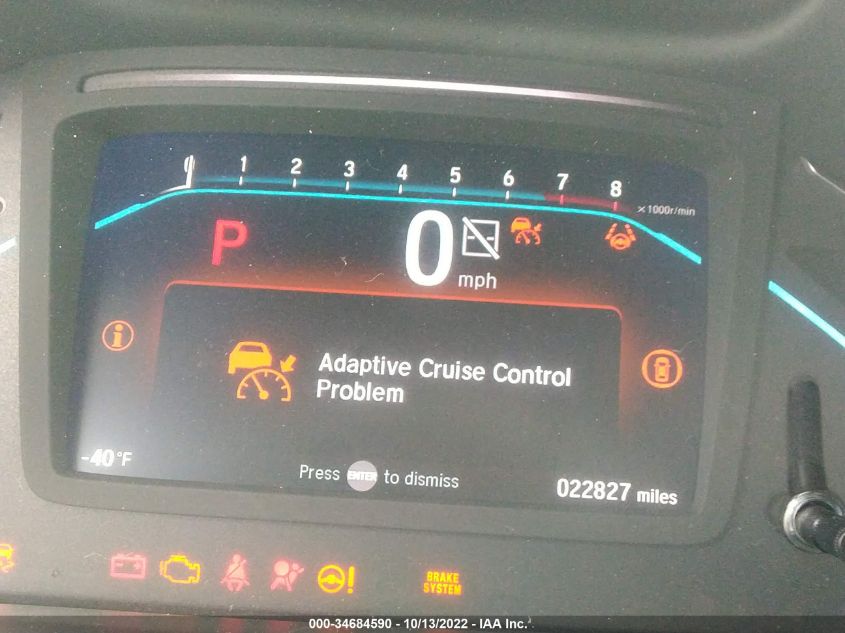 0 1 2 3 4 5 6 7 8
×1000r/min
P 0
mph
Adaptive Cruise Control
Problem
-40°F
Press ENTER to dismiss
022827 miles
BRAKE
SYSTEM
000-34684590 - 10/13/2022 - IAA Inc.